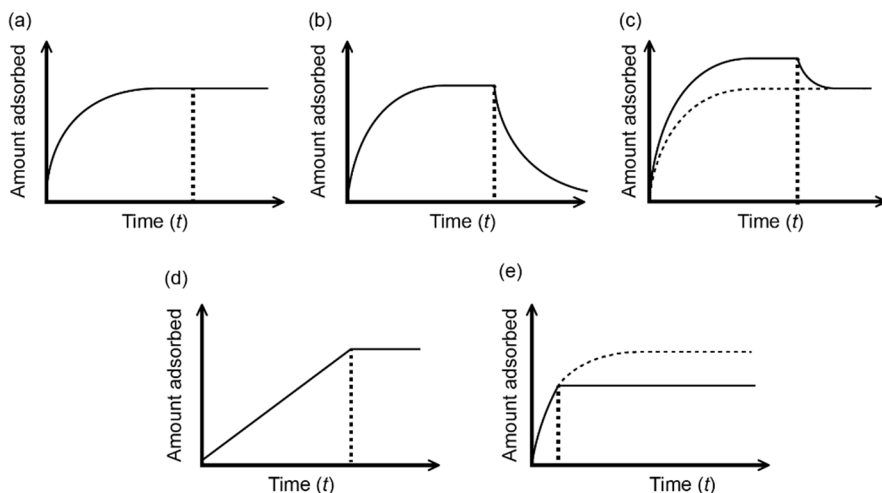 (a)
Amount adsorbed
Time (t)
(b)
Amount adsorbed
Time (t)
(c)
Amount adsorbed
Time (t)
(d)
Amount adsorbed
Time (t)
(e)
Amount adsorbed
Time (t)